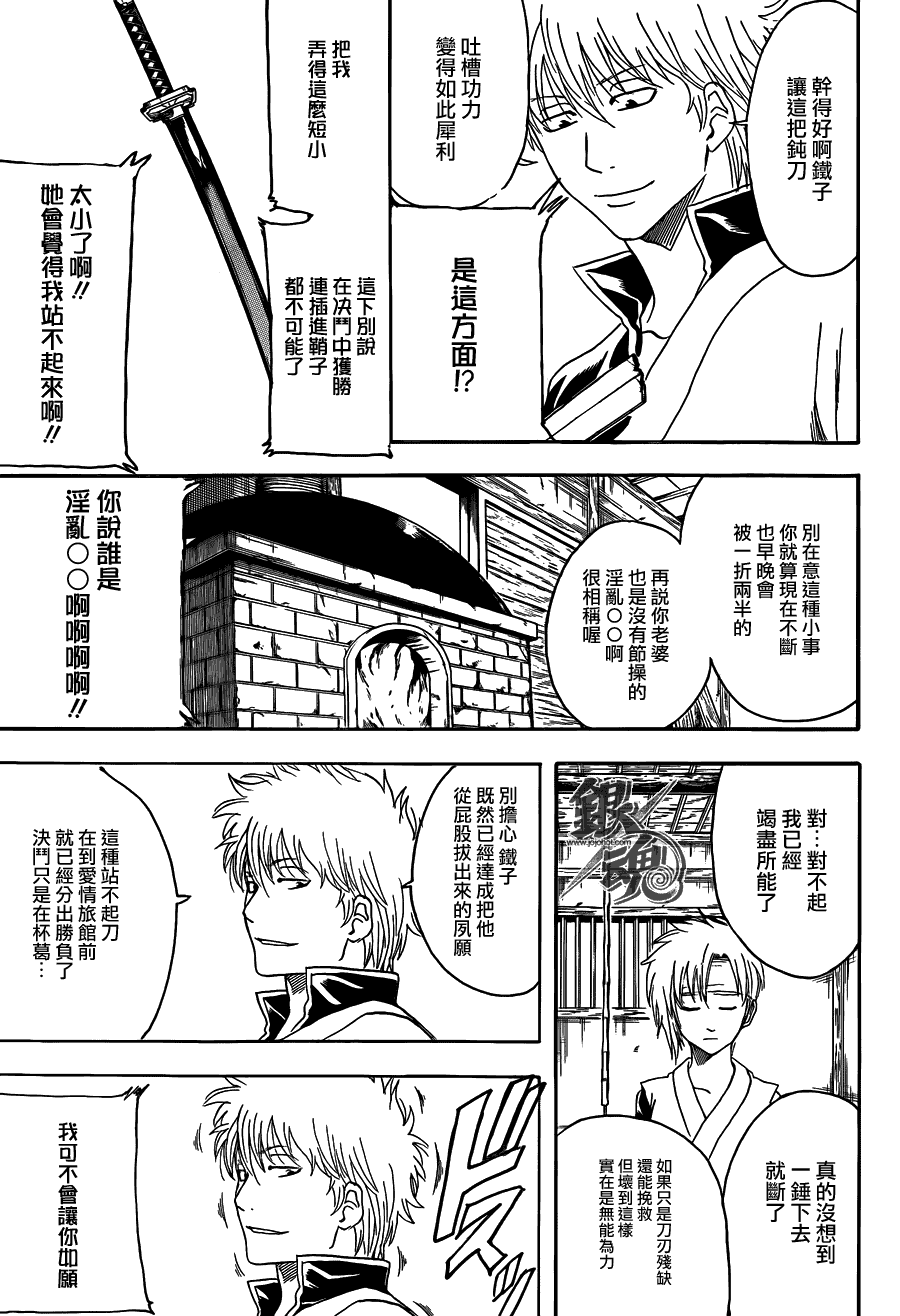 幹得好啊鐵子
讓這把鈍刀
吐槽功力
變得如此犀利
是這方面!?
把我
弄得這麼短小
這下別說
在決鬥中獲勝
連插進鞘子
都不可能了
太小了啊!!
她會覺得我站不起來啊!!
別在意這種小事
你就算現在不斷
也早晚會
被一折兩半的
再說你老婆
也是沒有節操的
淫亂○○啊
很相稱喔
你說誰是
淫亂○○啊啊啊啊!!
對…對不起
我已經
竭盡所能了
銀魂
www.jojohot.com
真的沒想到
一錘下去
就斷了
如果只是刀刃殘缺
還能挽救
但壞到這樣
實在是無能為力
別擔心 鐵子
既然已經達成把他
從屁股拔出來的夙願
這種站不起刀
在到愛情旅館前
就已經分出勝負了
決鬥只是在杯葛…
ドズッ
我可不會讓你如願